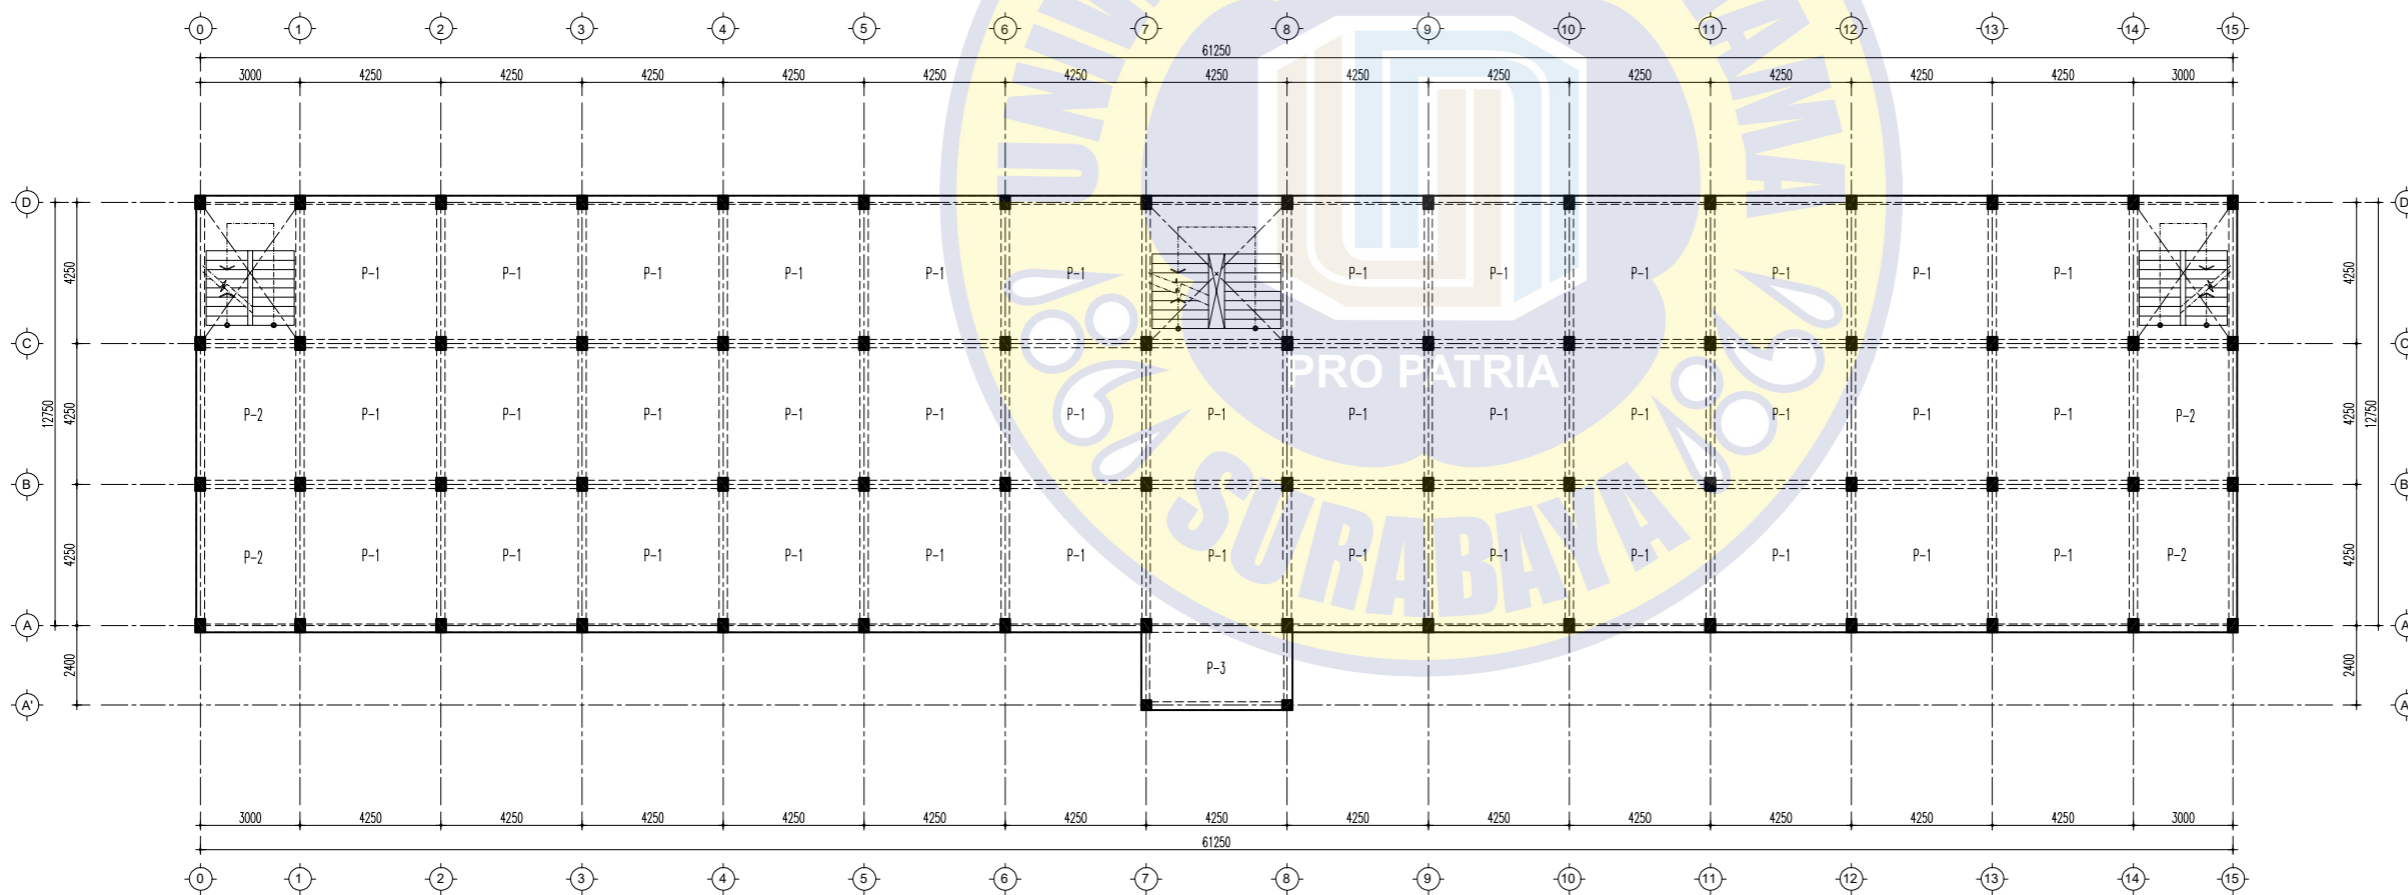 0 1 2 3 4 5 6 7 8 9 10 11 12 13 14 15
61250
3000 4250 4250 4250 4250 4250 4250 4250 4250 4250 4250 4250 4250 4250 3000
D D
4250 P-1 P-1 P-1 P-1 P-1 P-1 P-1 P-1 P-1 P-1 P-1 P-1 4250
C C
PRO PATRIA
12750 4250 P-2 P-1 P-1 P-1 P-1 P-1 P-1 P-1 P-1 P-1 P-1 P-1 P-1 P-1 P-2 4250 12750
B B
SURABAYA
4250 P-2 P-1 P-1 P-1 P-1 P-1 P-1 P-1 P-1 P-1 P-1 P-1 P-1 P-1 P-2 4250
A A
2400 P-3 2400
A' A
3000 4250 4250 4250 4250 4250 4250 4250 4250 4250 4250 4250 4250 4250 3000
61250
0 1 2 3 4 5 6 7 8 9 10 11 12 13 14 15